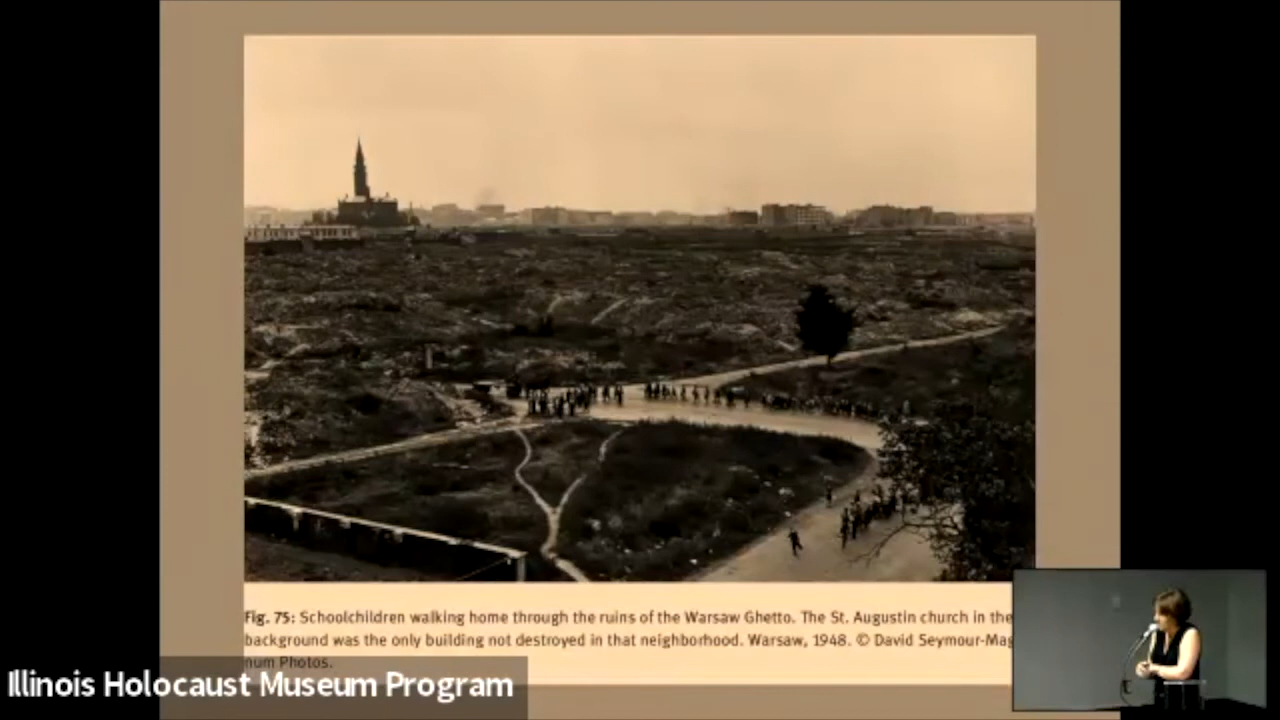 Fig. 75: Schoolchildren walking home through the ruins of the Warsaw Ghetto. The St. Augustin church in the
background was the only building not destroyed in that neighborhood. Warsaw, 1948. © David Seymour-Mag
num Photos.
Illinois Holocaust Museum Program